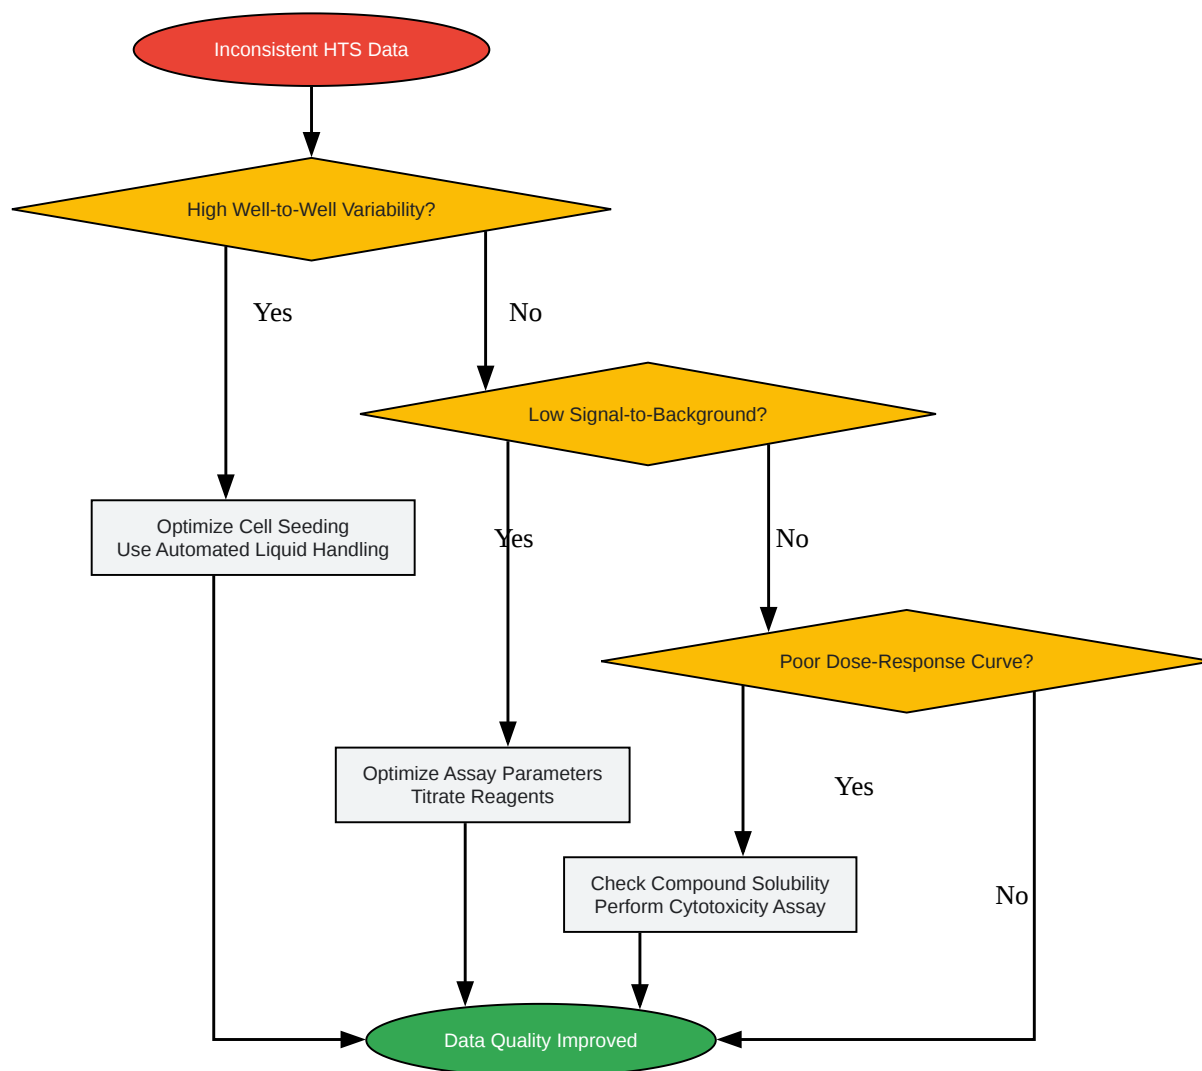 Inconsistent HTS Data
High Well-to-Well Variability?
Yes
No
Low Signal-to-Background?
Optimize Cell Seeding
Use Automated Liquid Handling
Yes
No
Poor Dose-Response Curve?
Optimize Assay Parameters
Titrate Reagents
Yes
Check Compound Solubility
Perform Cytotoxicity Assay
No
Data Quality Improved